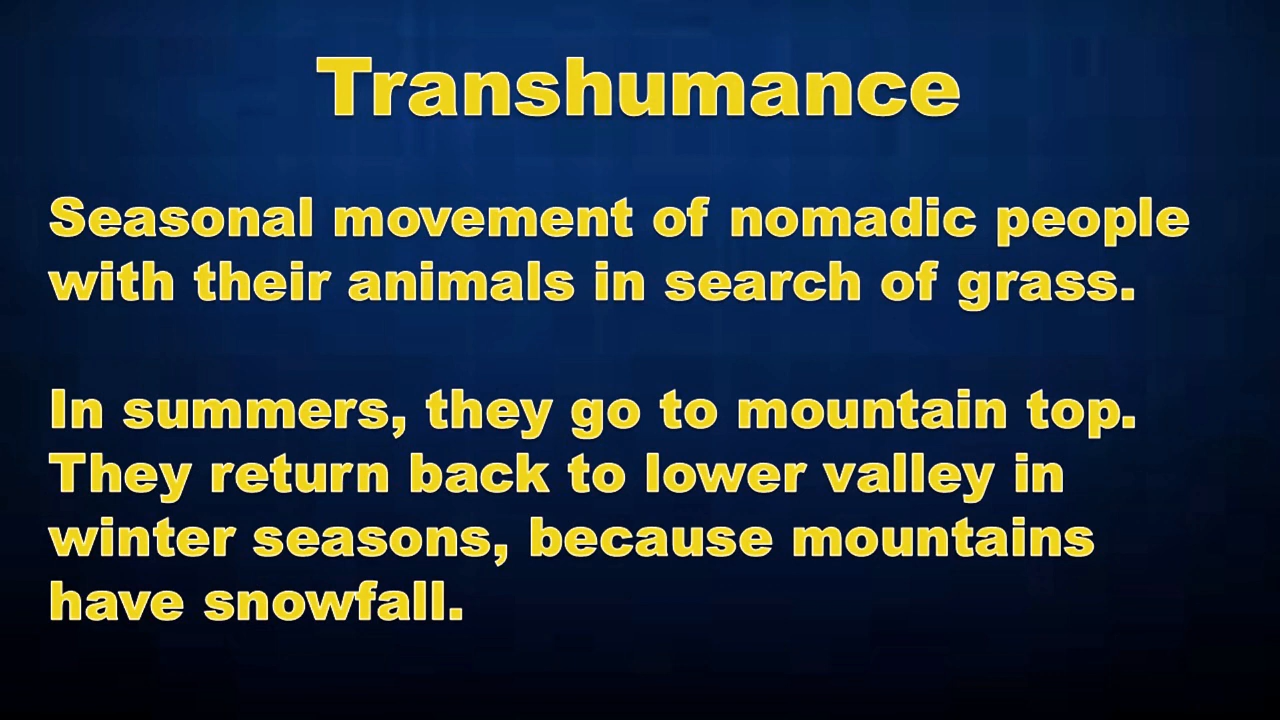 Transhumance
Seasonal movement of nomadic people
with their animals in search of grass.
In summers, they go to mountain top.
They return back to lower valley in
winter seasons, because mountains
have snowfall.